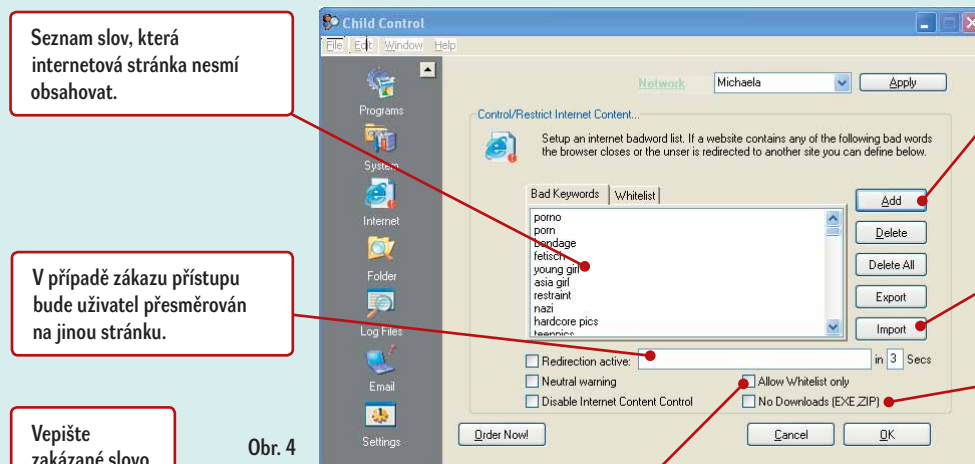 Seznam slov, která
internetová stránka nesmí
obsahovat.
V případě zákazu přístupu
bude uživatel přesměrován
na jinou stránku.
Vepište
zakázané slovo
Obr. 4
Child Control
File Edit Window Help
Programs
System
Internet
Folder
Log Files
Email
Settings
Network Michaela Apply
Control/Restrict Internet Content...
Setup an internet badword list. If a website contains any of the following bad words
the browser closes or the unser is redirected to another site you can define below.
Bad Keywords Whitelist
porno
porn
bondage
fetisch
young girl
asia girl
restraint
nazi
hardcore pics
teenpics
Add
Delete
Delete All
Export
Import
Redirection active: in 3 Secs
Neutral warning Allow Whitelist only
Disable Internet Content Control No Downloads (EXE,ZIP)
Order Now! Cancel OK